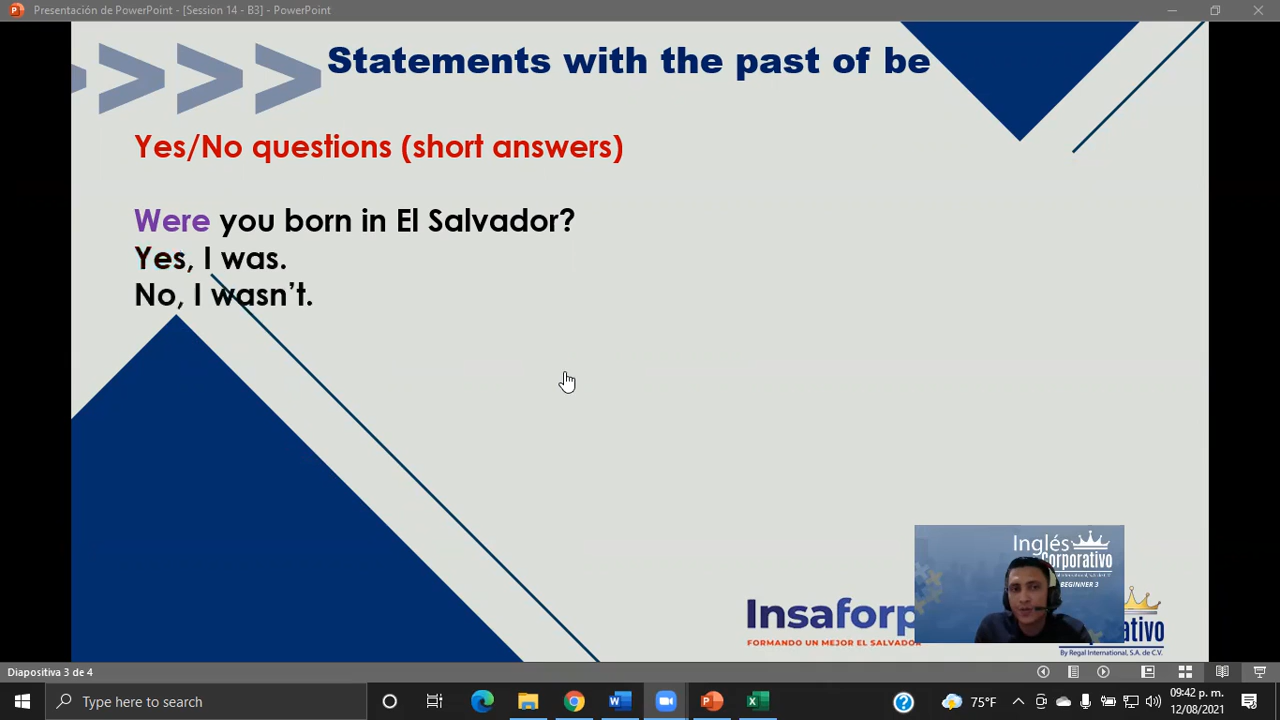 Presentación de PowerPoint - [Session 14 - B3] - PowerPoint
Statements with the past of be
Yes/No questions (short answers)
Were you born in El Salvador?
Yes, I was.
No, I wasn't.
Inglés
Corporativo
BEGINNER 3
Insaforp
FORMANDO UN MEJOR EL SALVADOR
ativo
By Regal International, S.A. de C.V.
Diapositiva 3 de 4
Type here to search
75°F
09:42 p. m.
12/08/2021